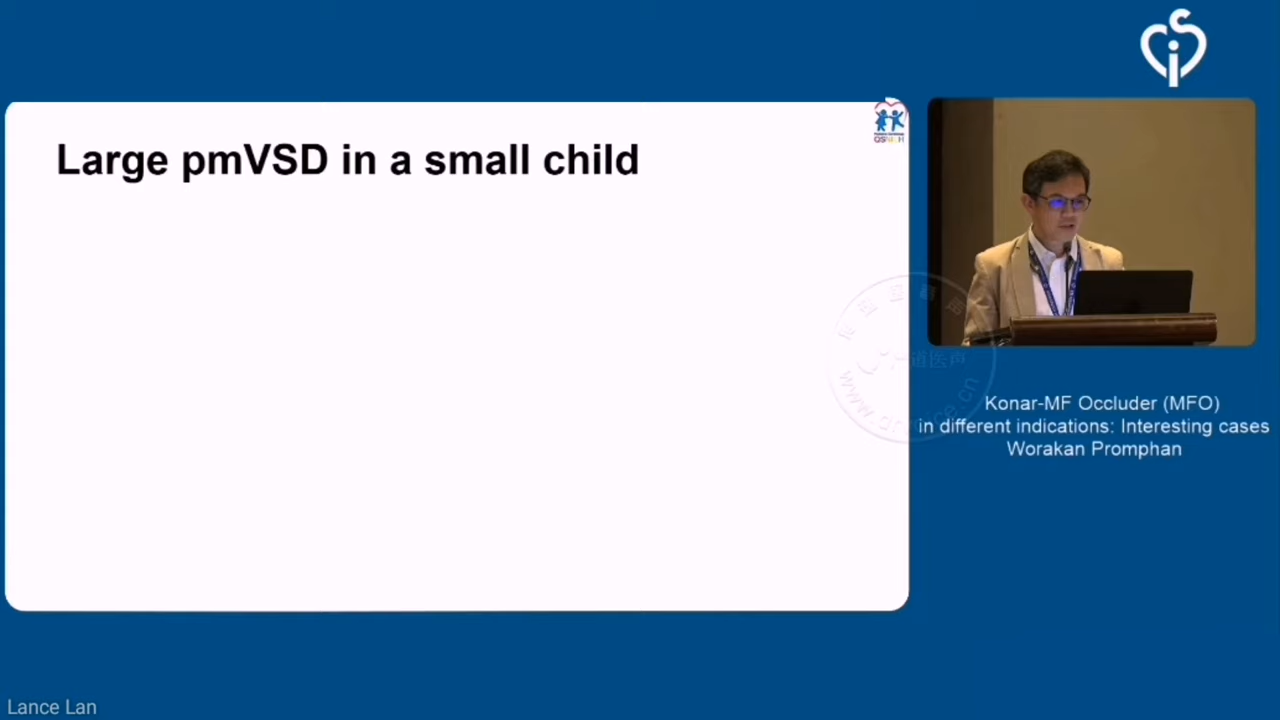 Large pmVSD in a small child
Konar-MF Occluder (MFO)
in different indications: Interesting cases
Worakan Promphan
Lance Lan